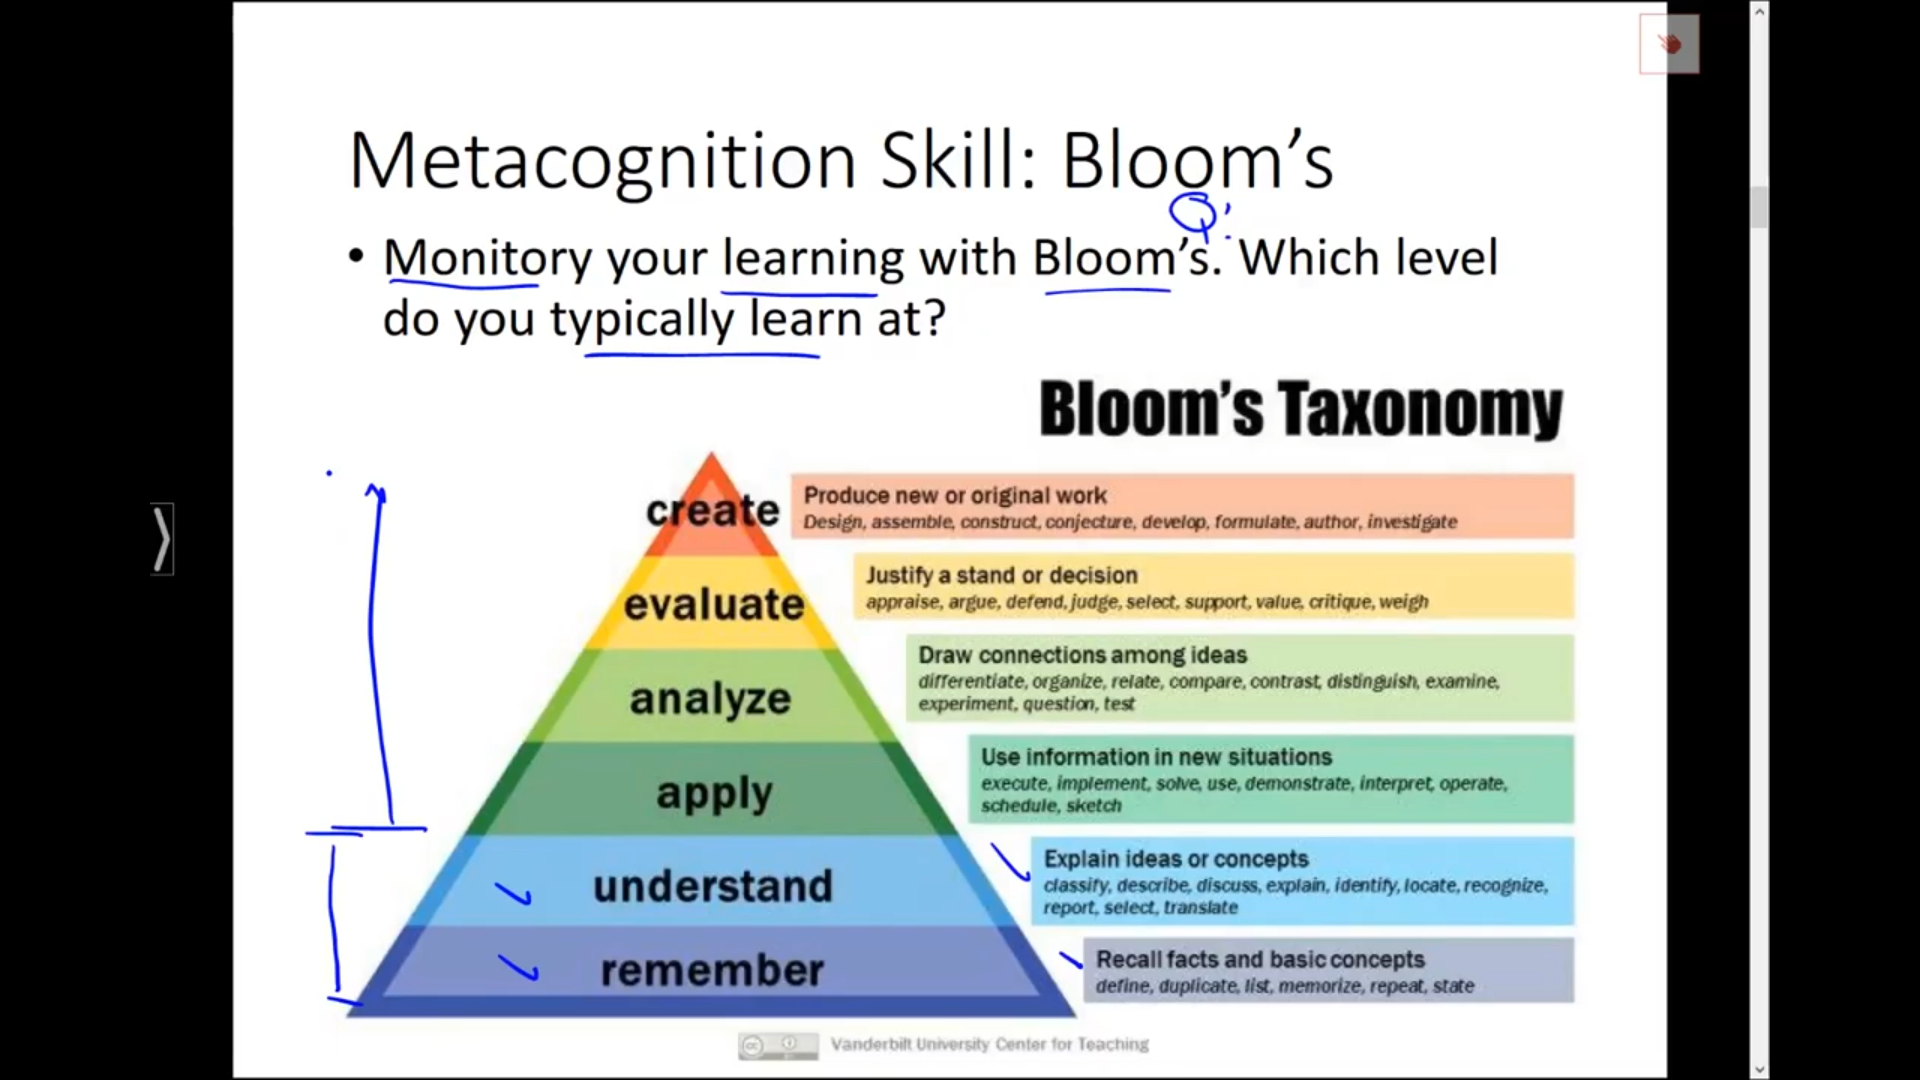 Metacognition Skill: Bloom's
Q:
• Monitory your learning with Bloom's. Which level
do you typically learn at?
Bloom's Taxonomy
create
Produce new or original work
Design, assemble, construct, conjecture, develop, formulate, author, investigate
evaluate
Justify a stand or decision
appraise, argue, defend, judge, select, support, value, critique, weigh
analyze
Draw connections among ideas
differentiate, organize, relate, compare, contrast, distinguish, examine,
experiment, question, test
apply
Use information in new situations
execute, implement, solve, use, demonstrate, interpret, operate,
schedule, sketch
understand
Explain ideas or concepts
classify, describe, discuss, explain, identify, locate, recognize,
report, select, translate
remember
Recall facts and basic concepts
define, duplicate, list, memorize, repeat, state
cc
Vanderbilt University Center for Teaching